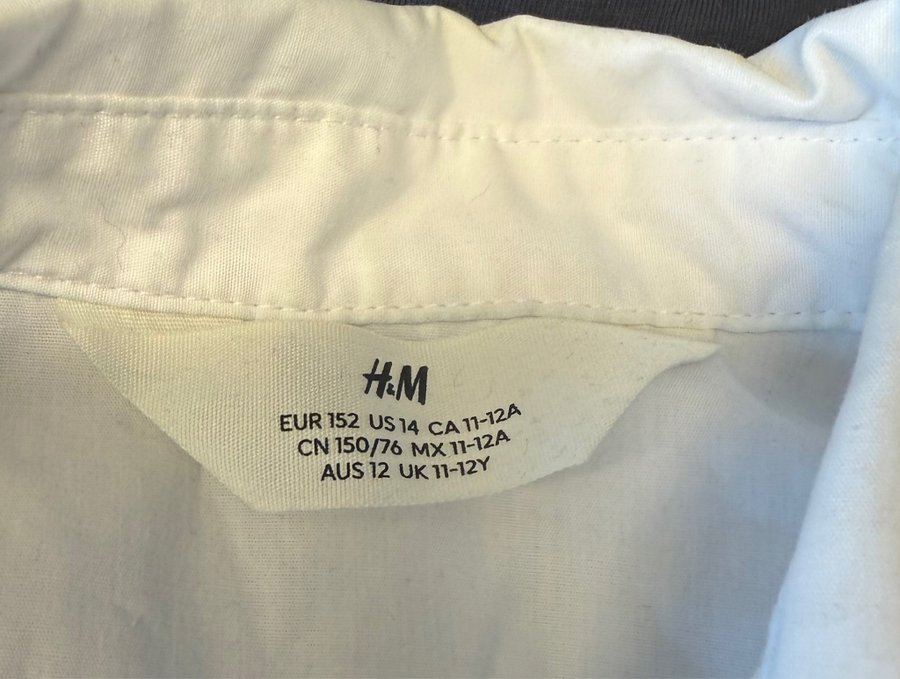 H&M
EUR 152 US 14 CA 11-12A
CN 150/76 MX 11-12A
AUS 12 UK 11-12Y